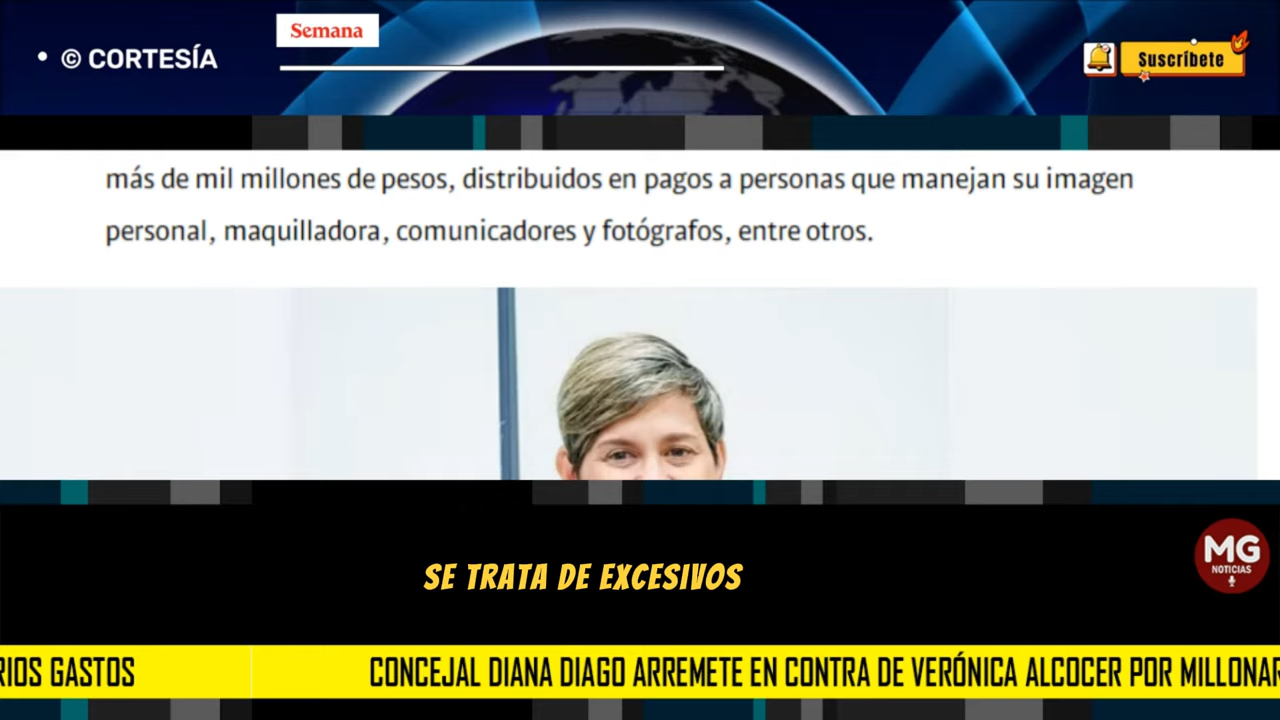 • © CORTESÍA
Semana
Suscríbete
más de mil millones de pesos, distribuidos en pagos a personas que manejan su imagen
personal, maquilladora, comunicadores y fotógrafos, entre otros.
SE TRATA DE EXCESIVOS
MG
NOTICIAS
RIOS GASTOS
CONCEJAL DIANA DIAGO ARREMETE EN CONTRA DE VERÓNICA ALCOCER POR MILLONAR